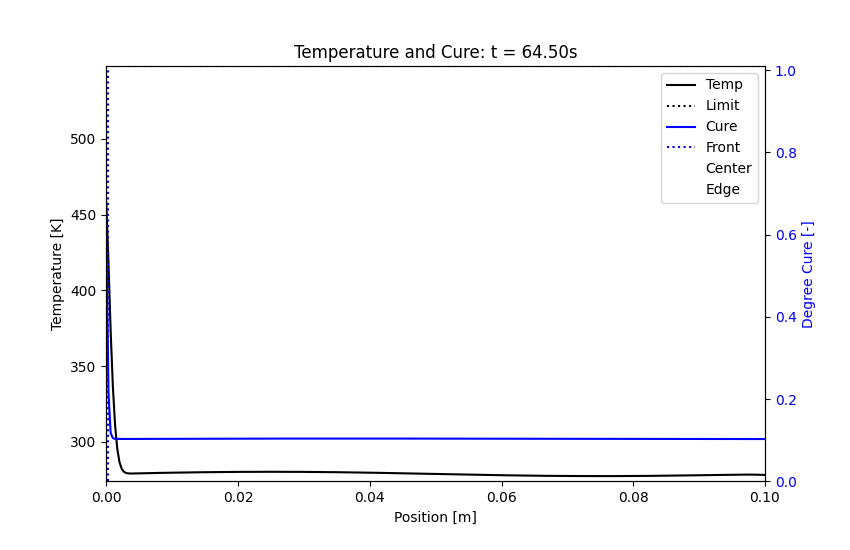 Temperature and Cure: t = 64.50s
Temp
Limit
Cure
Front
Center
Edge
Temperature [K]
500
450
400
350
300
1.0
0.8
0.6
0.4
0.2
0.0
Degree Cure [-]
0.00 0.02 0.04 0.06 0.08 0.10
Position [m]